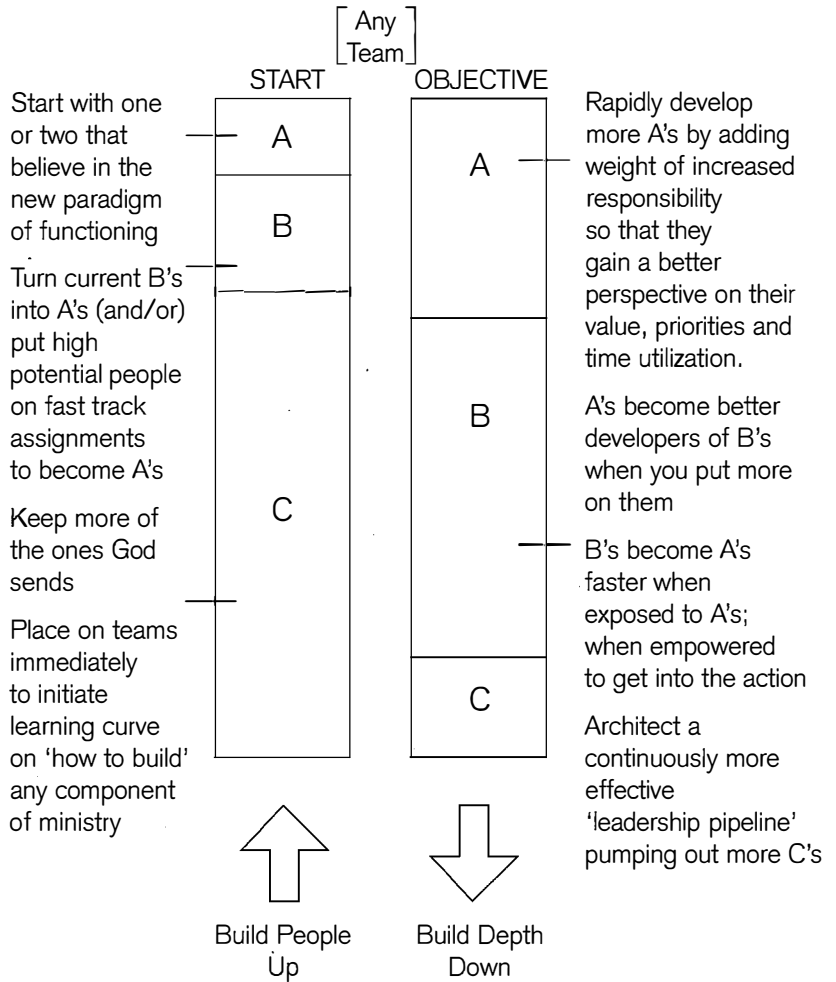 Any
Team
START
OBJECTIVE
Start with one
or two that
believe in the
new paradigm
of functioning
Turn current B's
into A's (and/or)
put high
potential people
on fast track
assignments
to become A's
Keep more of
the ones God
sends
Place on teams
immediately
to initiate
learning curve
on ‘how to build’
any component
of ministry
A
B
C
A
B
C
Rapidly develop
more A's by adding
weight of increased
responsibility
so that they
gain a better
perspective on their
value, priorities and
time utilization.
A's become better
developers of B's
when you put more
on them
B's become A's
faster when
exposed to A's;
when empowered
to get into the action
Architect a
continuously more
effective
‘leadership pipeline’
pumping out more C's
Build People
Up
Build Depth
Down